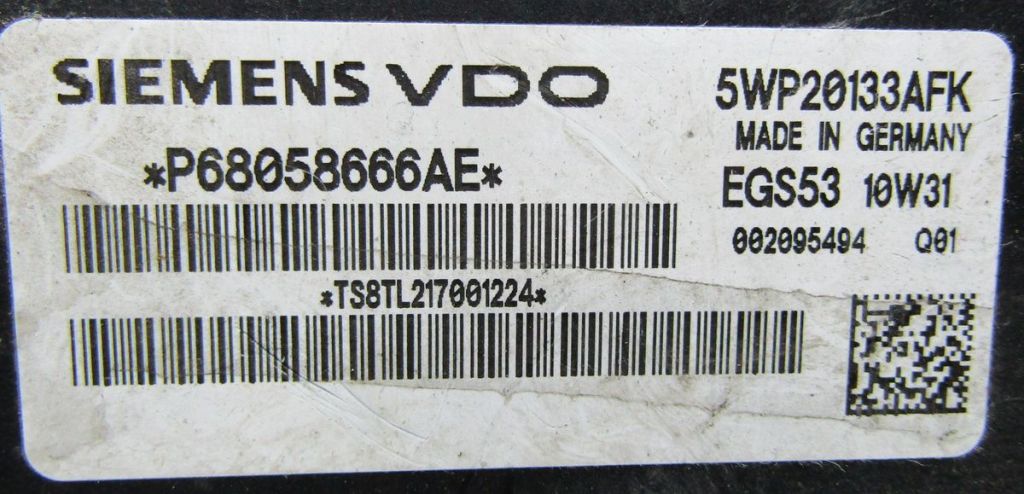 SIEMENS VDO
*P68058666AE*
*TS8TL217001224*
5WP20133AFK
MADE IN GERMANY
EGS53 10W31
002095494 Q01